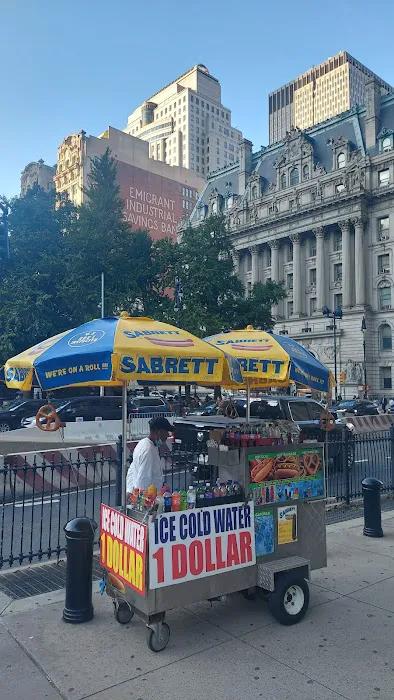 EMIGRANT
INDUSTRIAL
SAVINGS BANK
SABRETT
WE'RE ON A ROLL
SABRETT
SABRETT
ICE COLD WATER
1 DOLLAR
ICE COLD WATER
1 DOLLAR